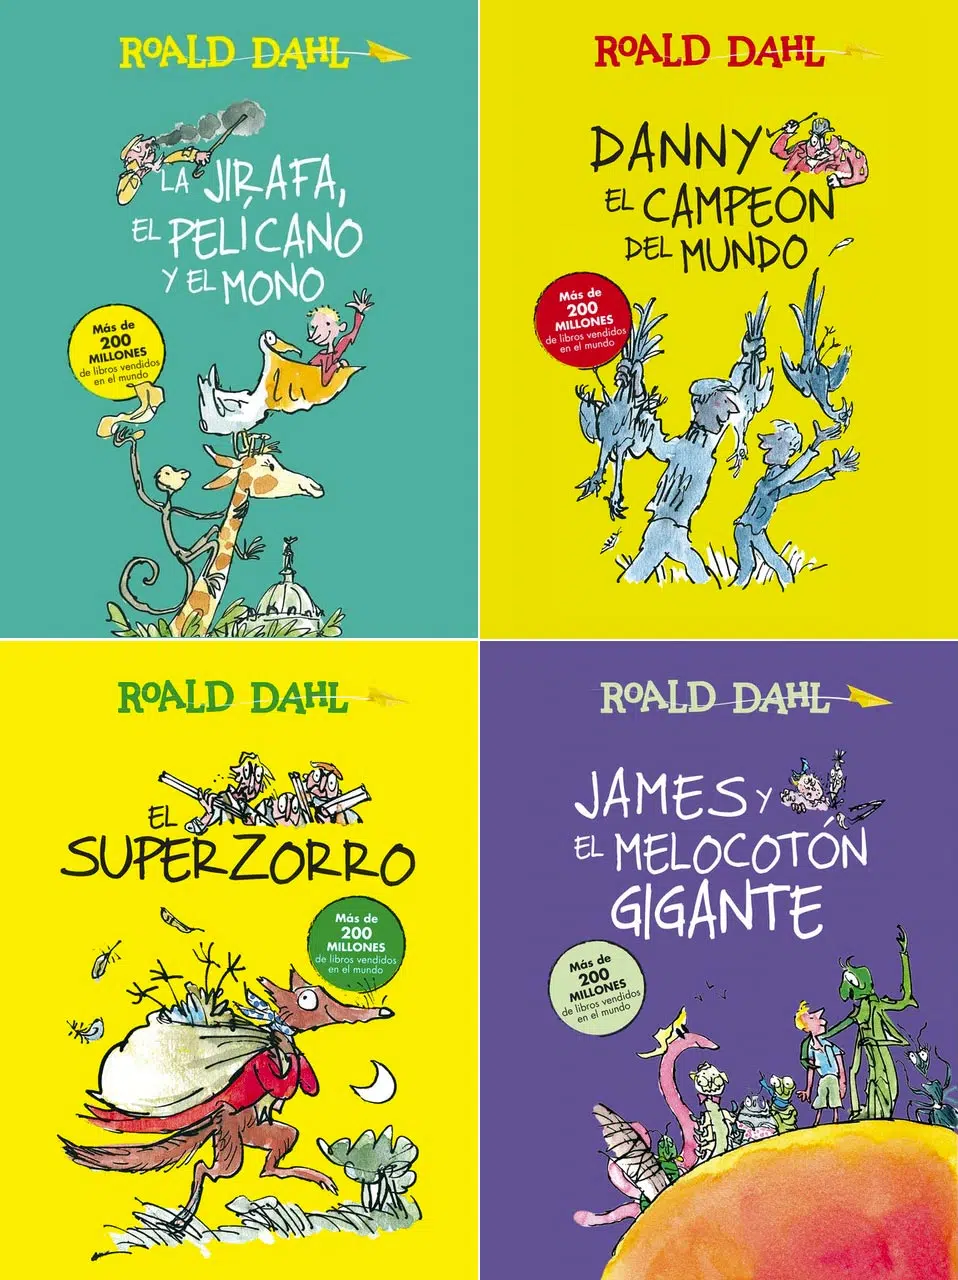 ROALD DAHL
LA JIRAFA,
EL PELÍCANO
Y EL MONO
Más de
200
MILLONES
de libros vendidos
en el mundo
ROALD DAHL
DANNY
EL CAMPEÓN
DEL MUNDO
Más de
200
MILLONES
de libros vendidos
en el mundo
ROALD DAHL
EL
SUPERZORRO
Más de
200
MILLONES
de libros vendidos
en el mundo
ROALD DAHL
JAMES Y
EL MELOCOTÓN
GIGANTE
Más de
200
MILLONES
de libros vendidos
en el mundo